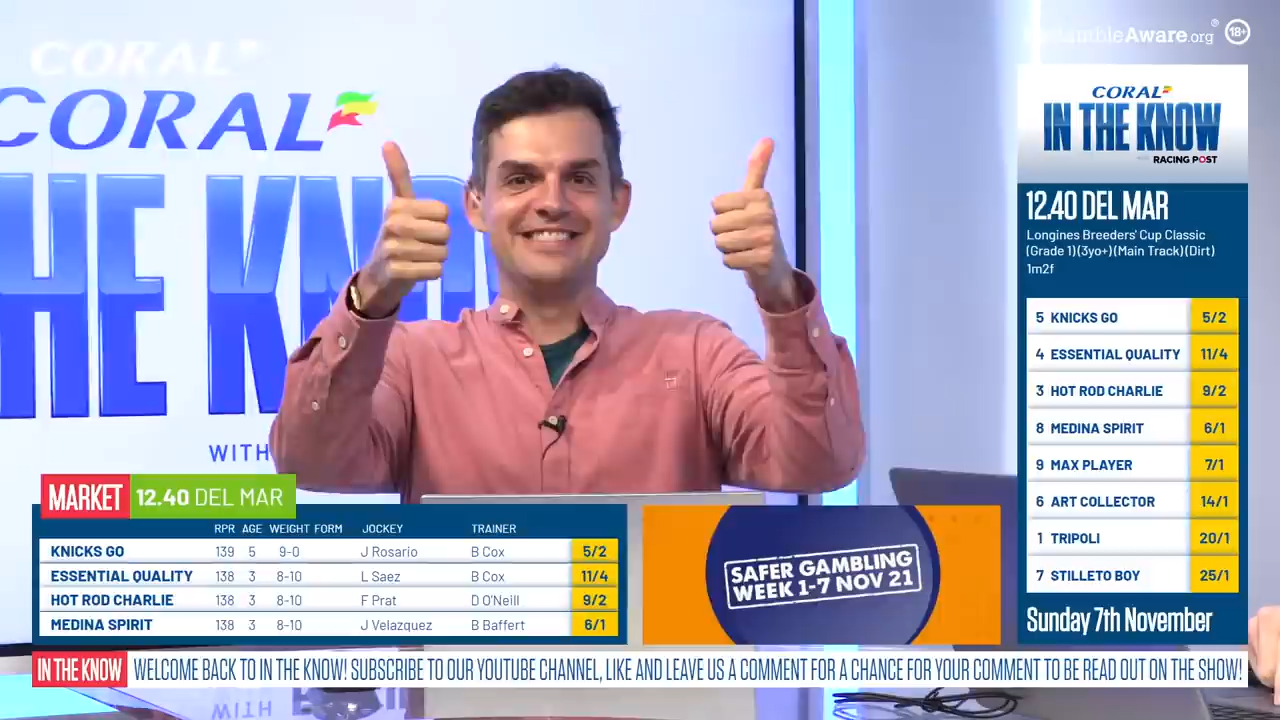 CORAL
BeGambleAware.org® 18+
CORAL
THE KNOW
WITH
CORAL
IN THE KNOW
RACING POST
12.40 DEL MAR
Longines Breeders' Cup Classic
(Grade 1)(3yo+)(Main Track)(Dirt)
1m2f
5 KNICKS GO 5/2
4 ESSENTIAL QUALITY 11/4
3 HOT ROD CHARLIE 9/2
8 MEDINA SPIRIT 6/1
9 MAX PLAYER 7/1
6 ART COLLECTOR 14/1
1 TRIPOLI 20/1
7 STILLETO BOY 25/1
Sunday 7th November
MARKET 12.40 DEL MAR
RPR AGE WEIGHT FORM JOCKEY TRAINER
KNICKS GO 139 5 9-0 J Rosario B Cox 5/2
ESSENTIAL QUALITY 138 3 8-10 L Saez B Cox 11/4
HOT ROD CHARLIE 138 3 8-10 F Prat D O'Neill 9/2
MEDINA SPIRIT 138 3 8-10 J Velazquez B Baffert 6/1
SAFER GAMBLING
WEEK 1-7 NOV 21
IN THE KNOW WELCOME BACK TO IN THE KNOW! SUBSCRIBE TO OUR YOUTUBE CHANNEL, LIKE AND LEAVE US A COMMENT FOR A CHANCE FOR YOUR COMMENT TO BE READ OUT ON THE SHOW!
WITH